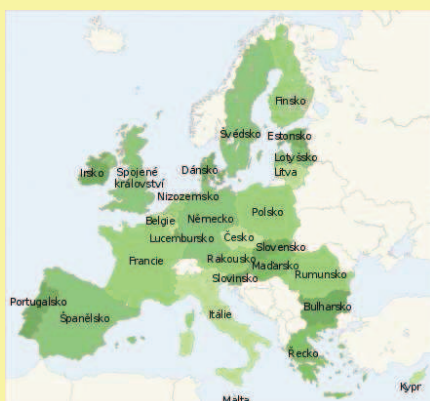 Finsko
Švédsko
Estonsko
Lotyšsko
Litva
Irsko
Spojené
království
Dánsko
Nizozemsko
Polsko
Belgie
Německo
Lucembursko
Česko
Slovensko
Francie
Rakousko
Maďarsko
Rumunsko
Slovinsko
Portugalsko
Španělsko
Itálie
Bulharsko
Řecko
Kypr
Malta